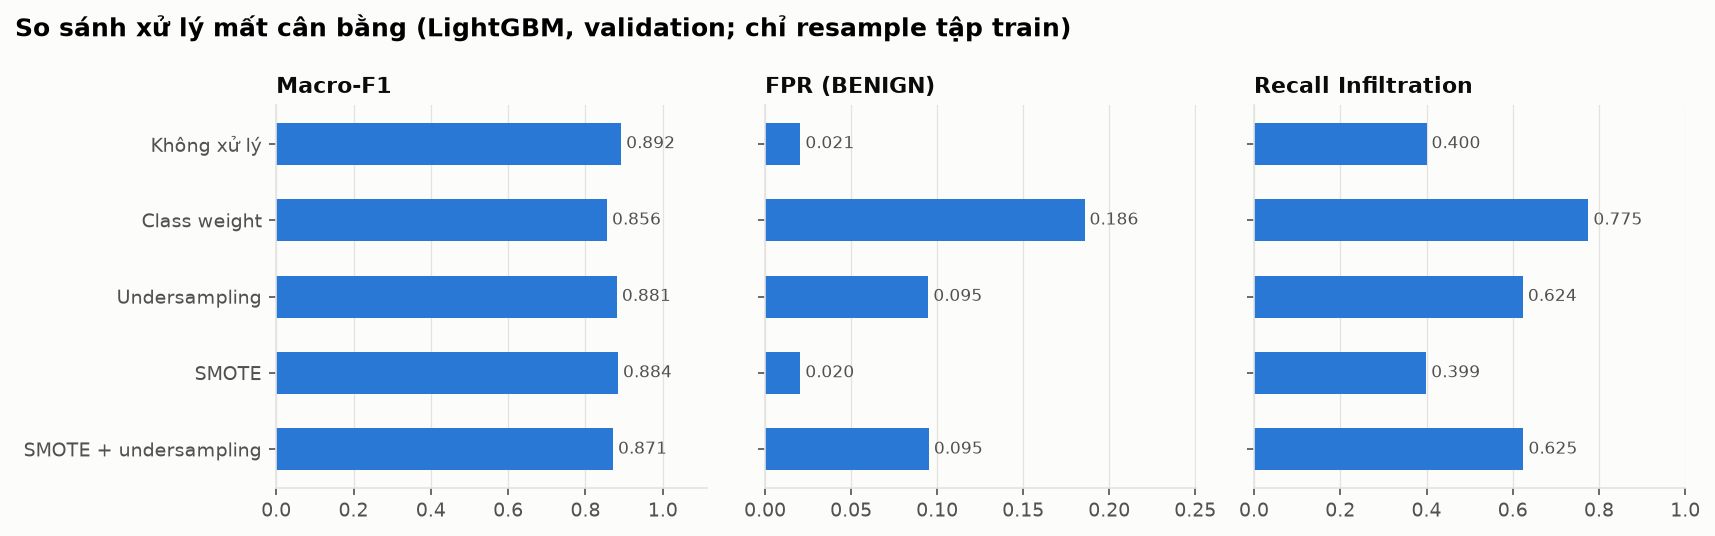 So sánh xử lý mất cân bằng (LightGBM, validation; chỉ resample tập train)
Macro-F1
FPR (BENIGN)
Recall Infiltration
Không xử lý
0.892
0.021
0.400
Class weight
0.856
0.186
0.775
Undersampling
0.881
0.095
0.624
SMOTE
0.884
0.020
0.399
SMOTE + undersampling
0.871
0.095
0.625
0.0 0.2 0.4 0.6 0.8 1.0
0.00 0.05 0.10 0.15 0.20 0.25
0.0 0.2 0.4 0.6 0.8 1.0